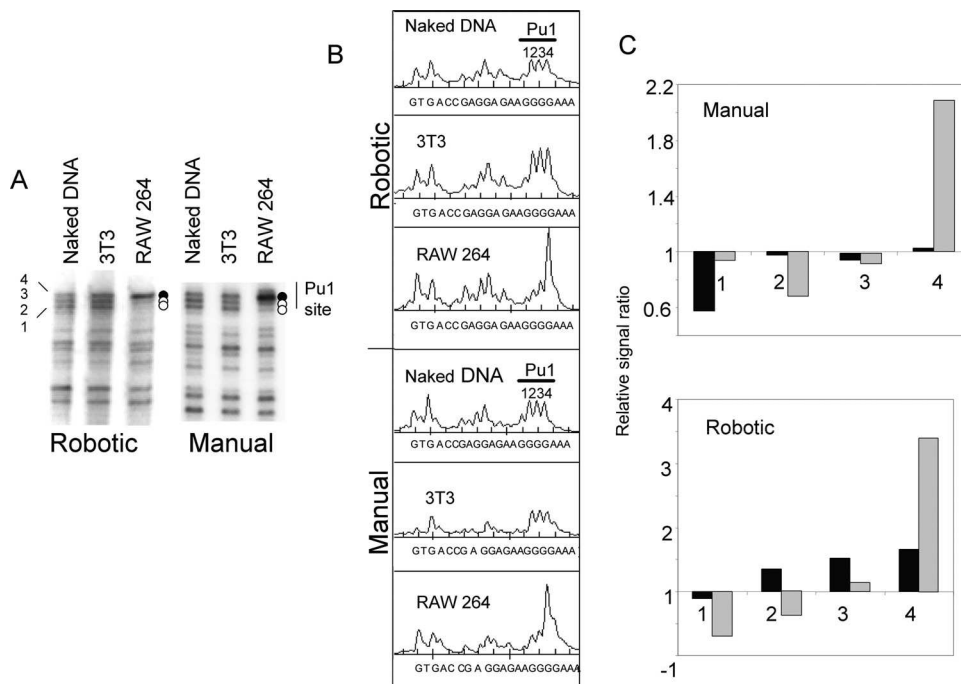 A
Naked DNA
3T3
RAW 264
Naked DNA
3T3
RAW 264
4
3
2
1
Pu1
site
Robotic
Manual
B
Robotic
Manual
Naked DNA
Pu1
1234
GTGACCGAGGAGAAGGGGAAA
3T3
GTGACCGAGGAGAAGGGGAAA
RAW 264
GTGACCGAGGAGAAGGGGAAA
Naked DNA
Pu1
1234
GTGACCGAGGAGAAGGGGAAA
3T3
GTGACCGAGGAGAAGGGGAAA
RAW 264
GTGACCGAGGAGAAGGGGAAA
C
Relative signal ratio
Manual
2.2
1.8
1.4
1
0.6
1
2
3
4
Robotic
4
3
2
1
-1
1
2
3
4